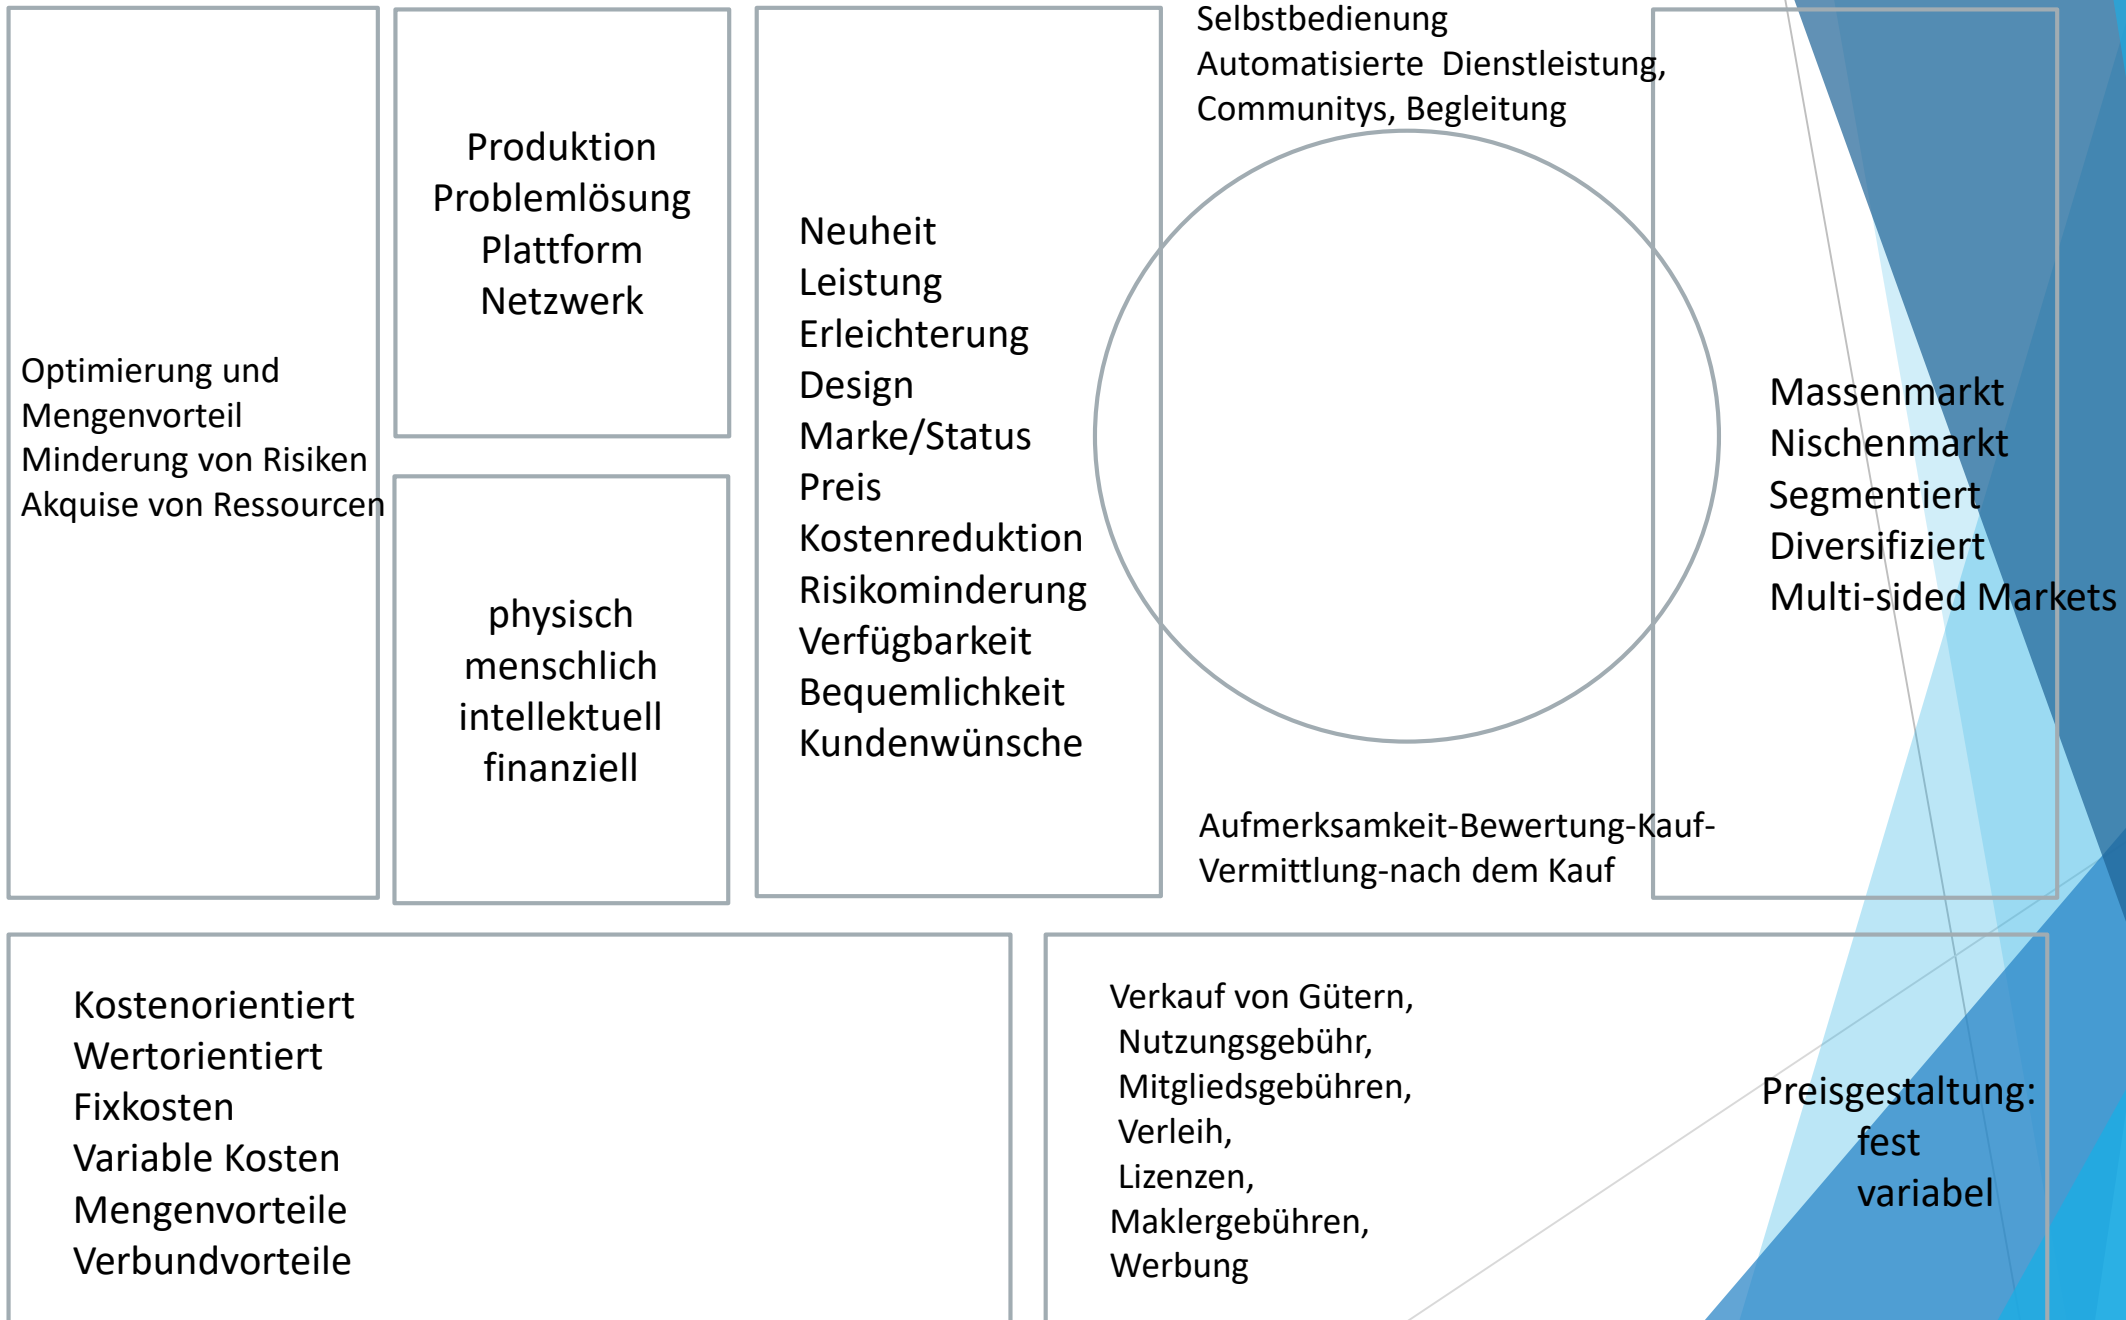 Optimierung und
Mengenvorteil
Minderung von Risiken
Akquise von Ressourcen
Produktion
Problemlösung
Plattform
Netzwerk
physisch
menschlich
intellektuell
finanziell
Neuheit
Leistung
Erleichterung
Design
Marke/Status
Preis
Kostenreduktion
Risikominderung
Verfügbarkeit
Bequemlichkeit
Kundenwünsche
Selbstbedienung
Automatisierte Dienstleistung,
Communitys, Begleitung
Aufmerksamkeit-Bewertung-Kauf-
Vermittlung-nach dem Kauf
Massenmarkt
Nischenmarkt
Segmentiert
Diversifiziert
Multi-sided Markets
Kostenorientiert
Wertorientiert
Fixkosten
Variable Kosten
Mengenvorteile
Verbundvorteile
Verkauf von Gütern,
Nutzungsgebühr,
Mitgliedsgebühren,
Verleih,
Lizenzen,
Maklergebühren,
Werbung
Preisgestaltung:
fest
variabel